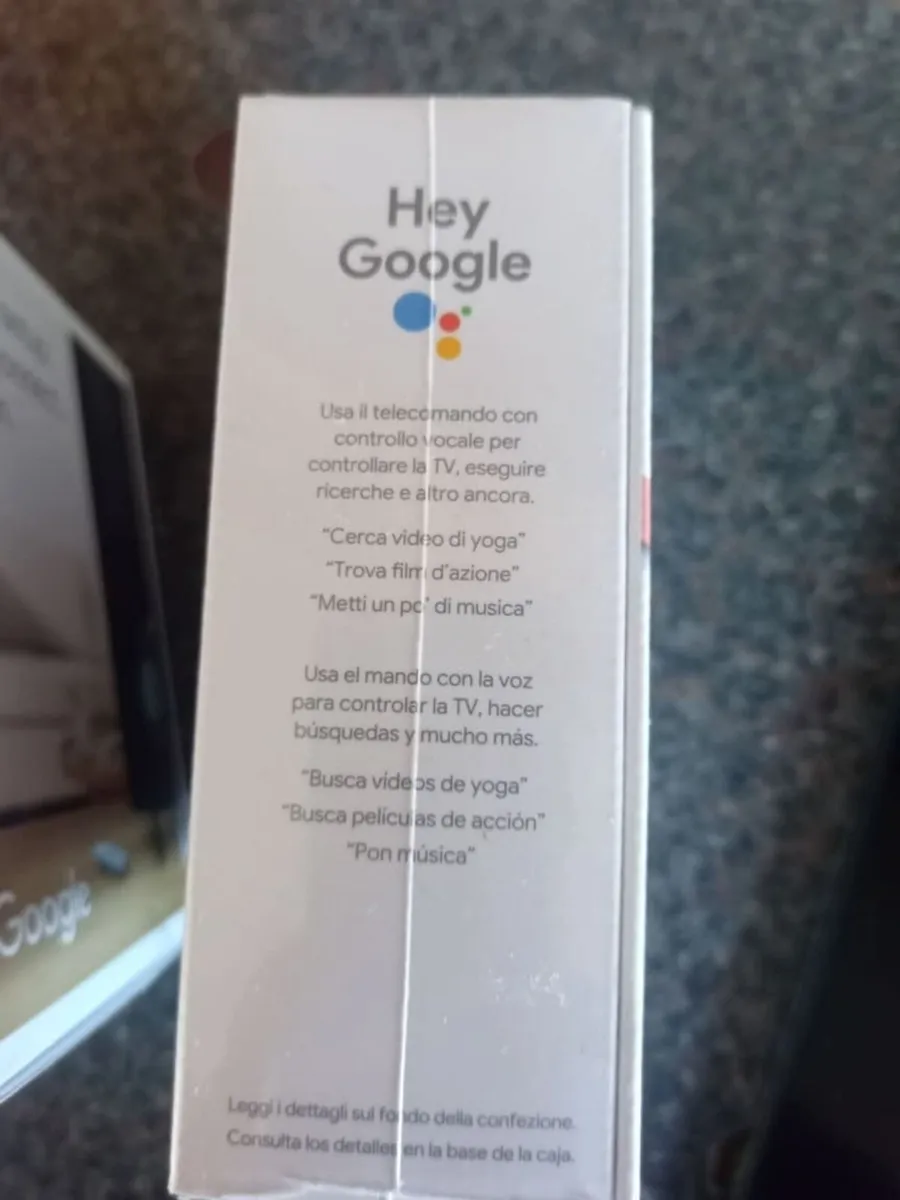 Hey
Google
Usa il telecomando con
controllo vocale per
controllare la TV, eseguire
ricerche e altro ancora.
“Cerca video di yoga”
“Trova film d'azione”
“Metti un po' di musica”
Usa el mando con la voz
para controlar la TV, hacer
búsquedas y mucho más.
“Busca videos de yoga”
“Busca películas de acción”
“Pon música”
Leggi i dettagli sul fondo della confezione.
Consulta los detalles en la base de la caja.
Google